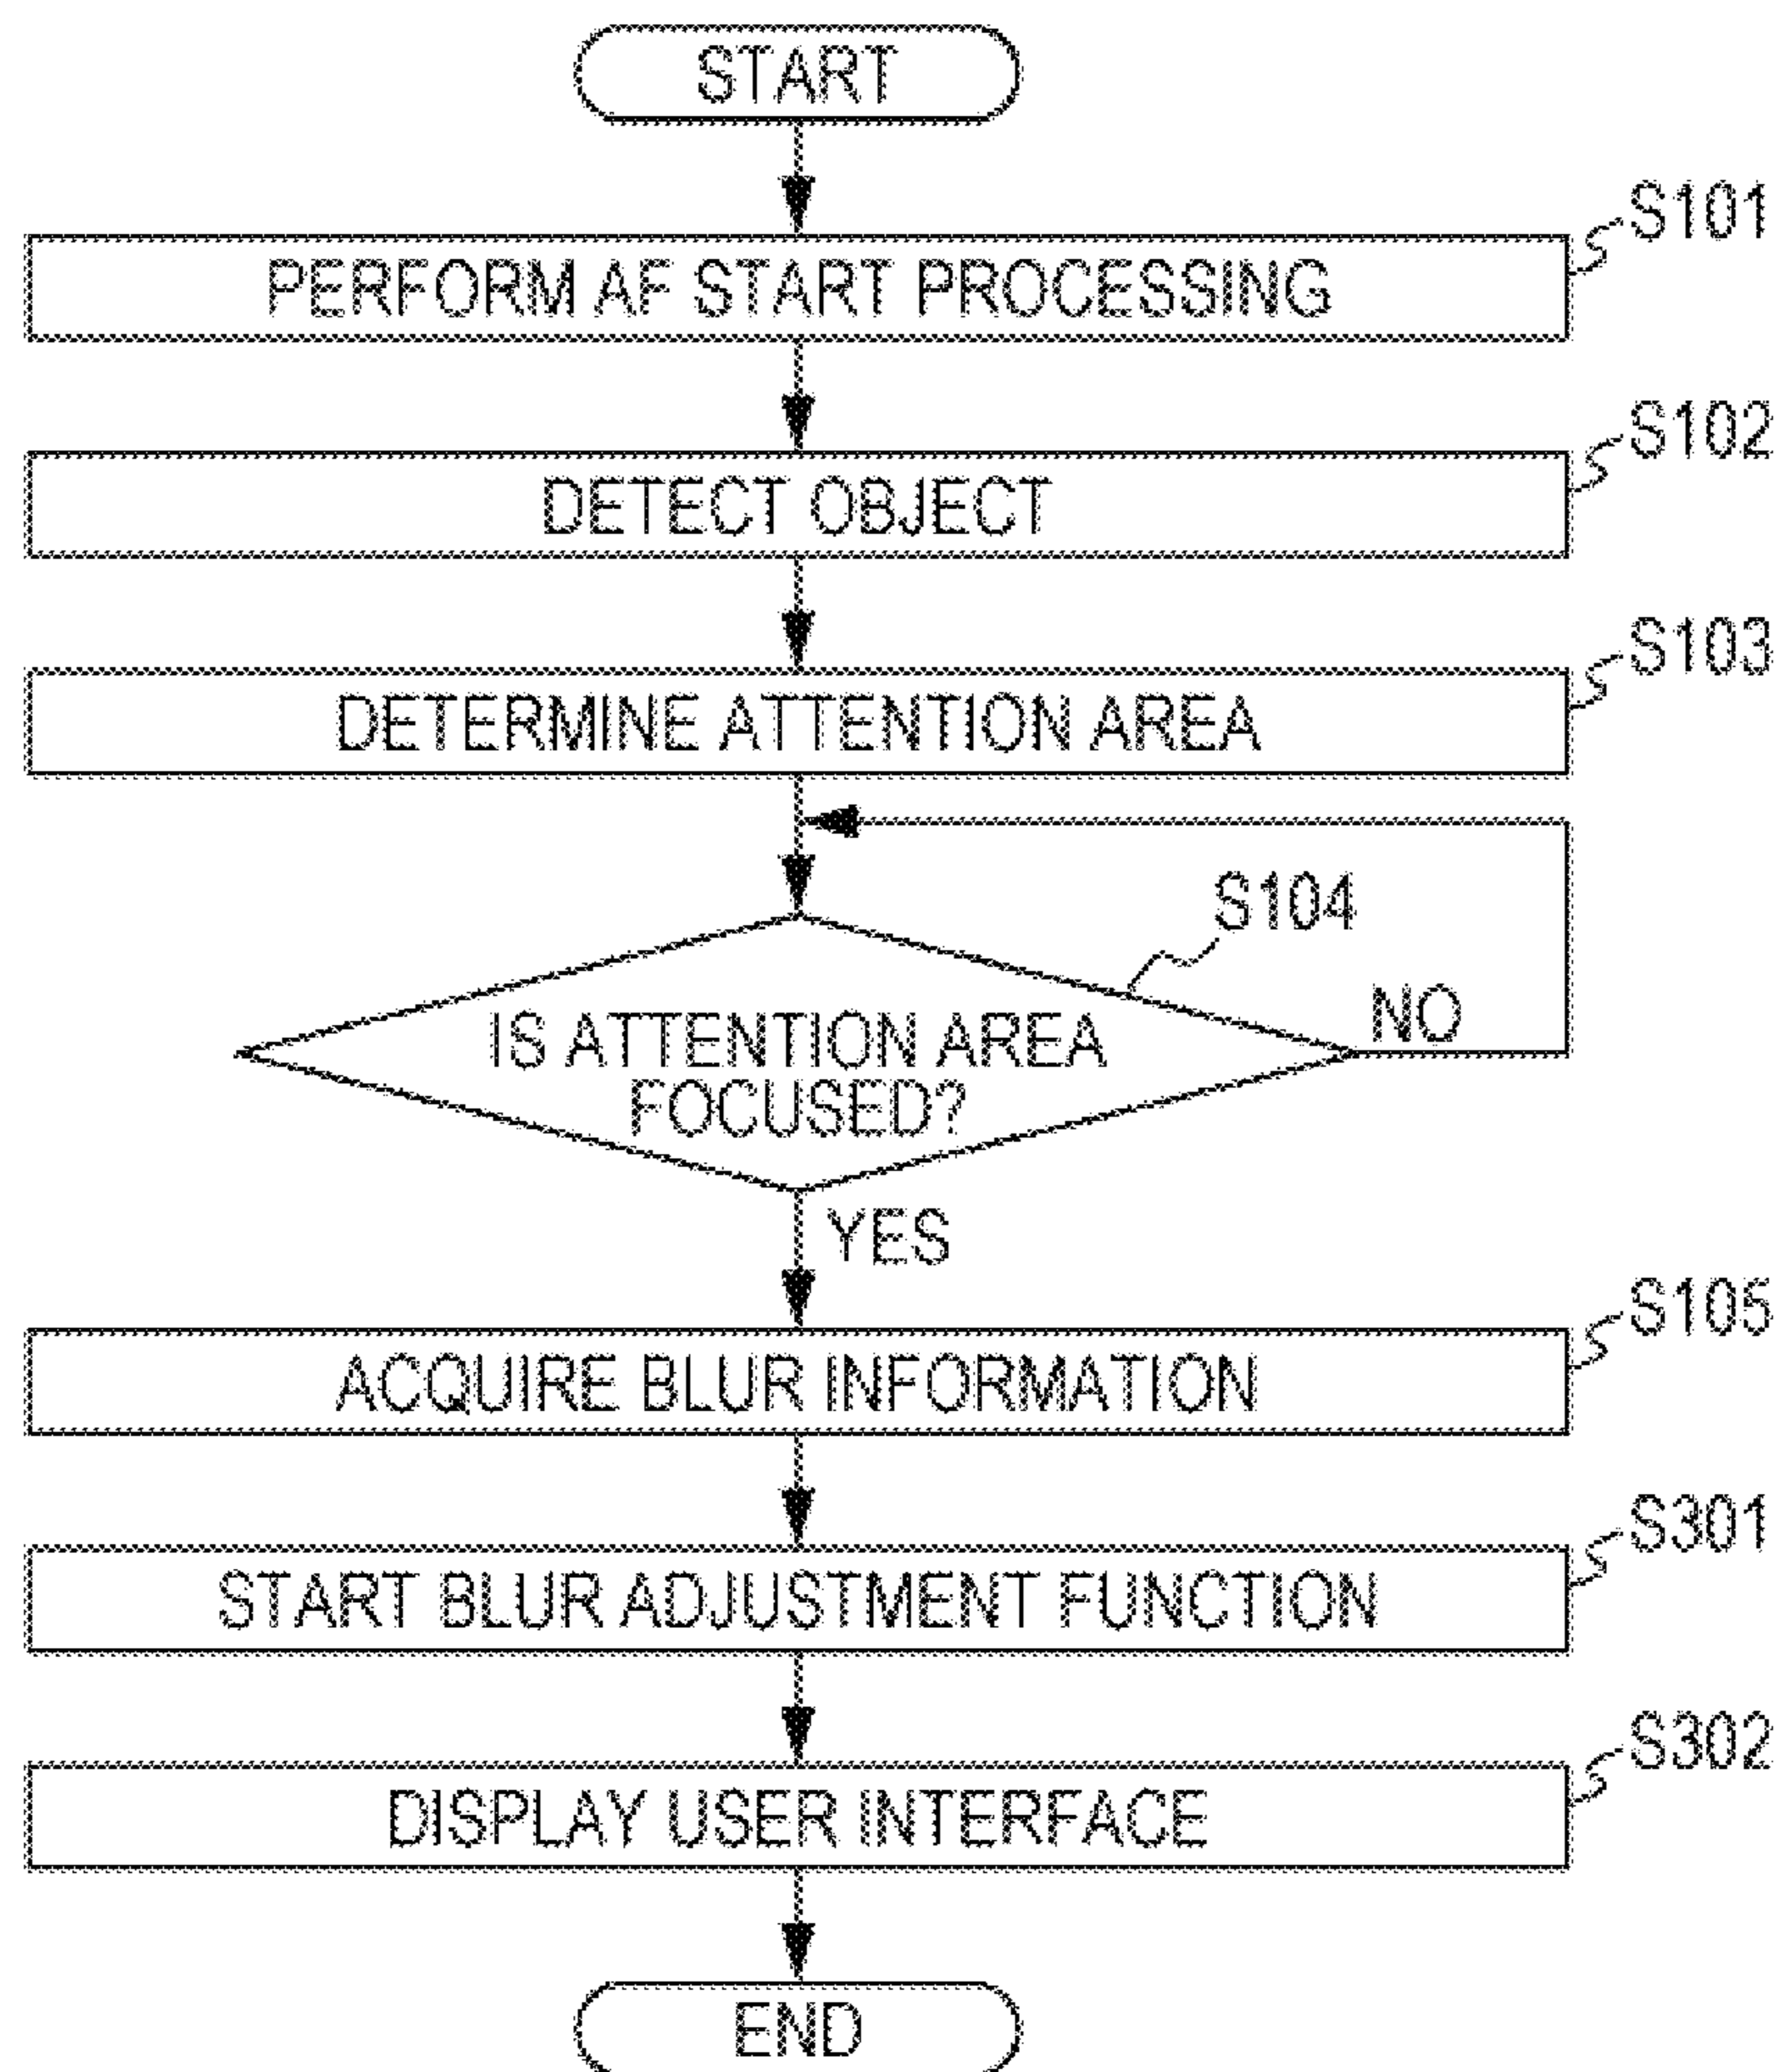 START
S101
PERFORM AF START PROCESSING
S102
DETECT OBJECT
S103
DETERMINE ATTENTION AREA
S104
NO
IS ATTENTION AREA
FOCUSED?
YES
S105
ACQUIRE BLUR INFORMATION
S301
START BLUR ADJUSTMENT FUNCTION
S302
DISPLAY USER INTERFACE
END